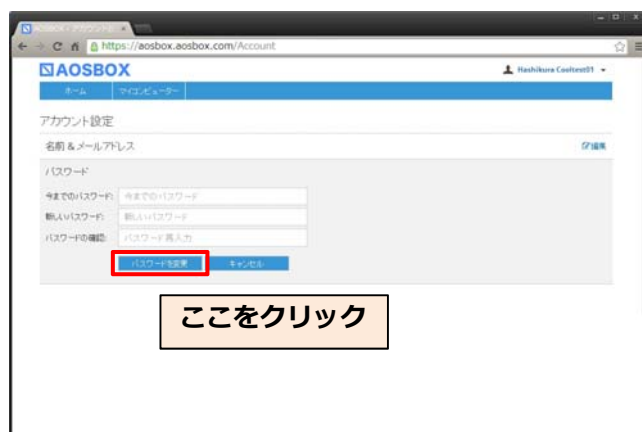 https://aosbox.aosbox.com/Account
AOSBOX
Hashikura Cooltest01
ホーム マイコンピューター
アカウント設定
名前 & メールアドレス 編集
パスワード
今までのパスワード: 今までのパスワード
新しいパスワード: 新しいパスワード
パスワードの確認: パスワード再入力
パスワードを変更 キャンセル
ここをクリック